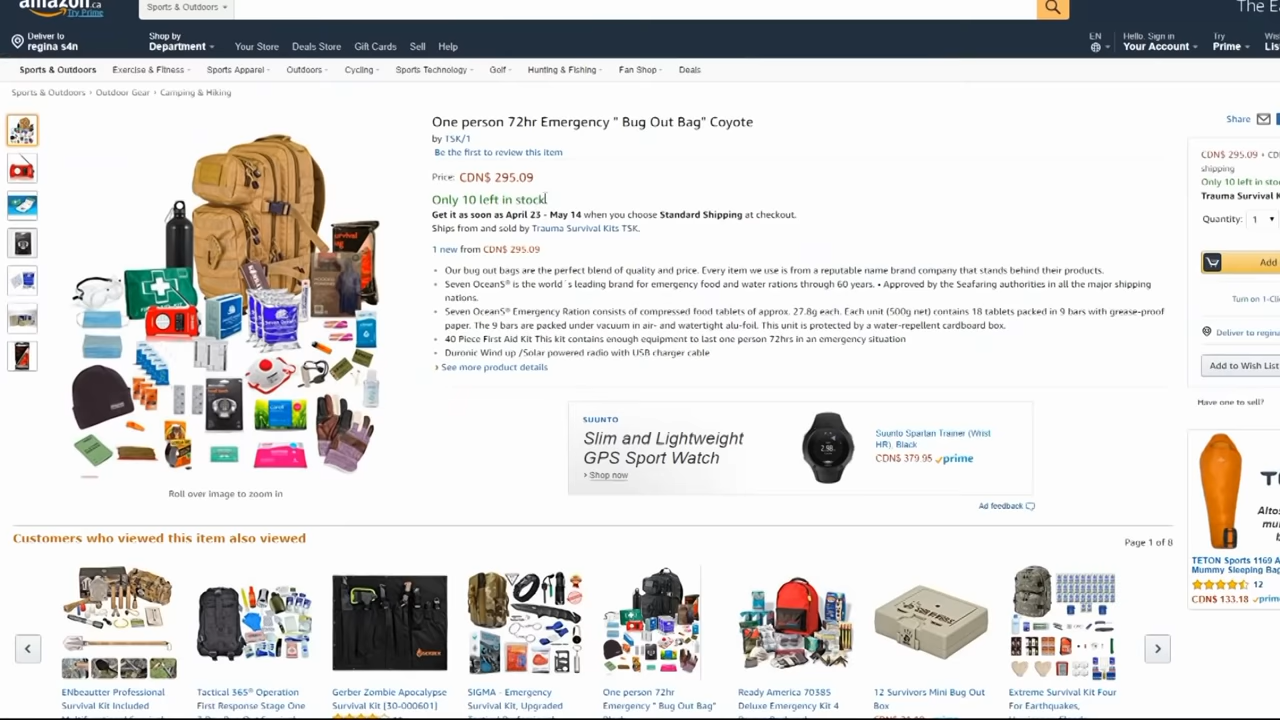 amazon.ca
Try Prime
Sports & Outdoors
Deliver to
regina s4n
Shop by
Department
Your Store
Deals Store
Gift Cards
Sell
Help
EN
Hello. Sign in
Your Account
Try
Prime
Sports & Outdoors
Exercise & Fitness
Sports Apparel
Outdoors
Cycling
Sports Technology
Golf
Hunting & Fishing
Fan Shop
Deals
Sports & Outdoors › Outdoor Gear › Camping & Hiking
One person 72hr Emergency " Bug Out Bag" Coyote
by TSK/1
Be the first to review this item
Price: CDN$ 295.09
Only 10 left in stock
Get it as soon as April 23 - May 14 when you choose Standard Shipping at checkout.
Ships from and sold by Trauma Survival Kits TSK.
1 new from CDN$ 295.09
Our bug out bags are the perfect blend of quality and price. Every item we use is from a reputable name brand company that stands behind their products.
Seven OceanS® is the world´s leading brand for emergency food and water rations through 60 years. • Approved by the Seafaring authorities in all the major shipping
nations.
Seven OceanS® Emergency Ration consists of compressed food tablets of approx. 27.8g each. Each unit (500g net) contains 18 tablets packed in 9 bars with grease-proof
paper. The 9 bars are packed under vacuum in air- and watertight alu-foil. This unit is protected by a water-repellent cardboard box.
40 Piece First Aid Kit This kit contains enough equipment to last one person 72hrs in an emergency situation
Duronic Wind up /Solar powered radio with USB charger cable
› See more product details
Roll over image to zoom in
SUUNTO
Slim and Lightweight
GPS Sport Watch
› Shop now
Suunto Spartan Trainer (Wrist
HR), Black
CDN$ 379.95 prime
Ad feedback
Share
CDN$ 295.09
shipping
Only 10 left in
Trauma Survival
Quantity: 1
Add
Turn on
Deliver to
Add to Wish List
Have one to sell?
TETON Sports 1169
Mummy Sleeping
12
CDN$ 133.18
Customers who viewed this item also viewed
Page 1 of 8
ENbeautter Professional
Survival Kit Included
Tactical 365® Operation
First Response Stage One
Gerber Zombie Apocalypse
Survival Kit [30-000601]
SIGMA - Emergency
Survival Kit, Upgraded
One person 72hr
Emergency " Bug Out Bag"
Ready America 70385
Deluxe Emergency Kit 4
12 Survivors Mini Bug Out
Box
Extreme Survival Kit Four
For Earthquakes,